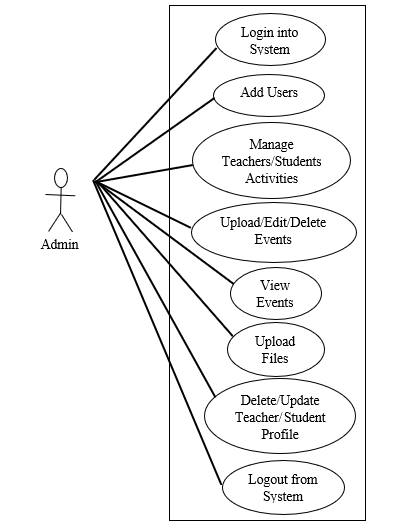 Login into
System
Add Users
Manage
Teachers/Students
Activities
Upload/Edit/Delete
Events
Admin
View
Events
Upload
Files
Delete/Update
Teacher/Student
Profile
Logout from
System